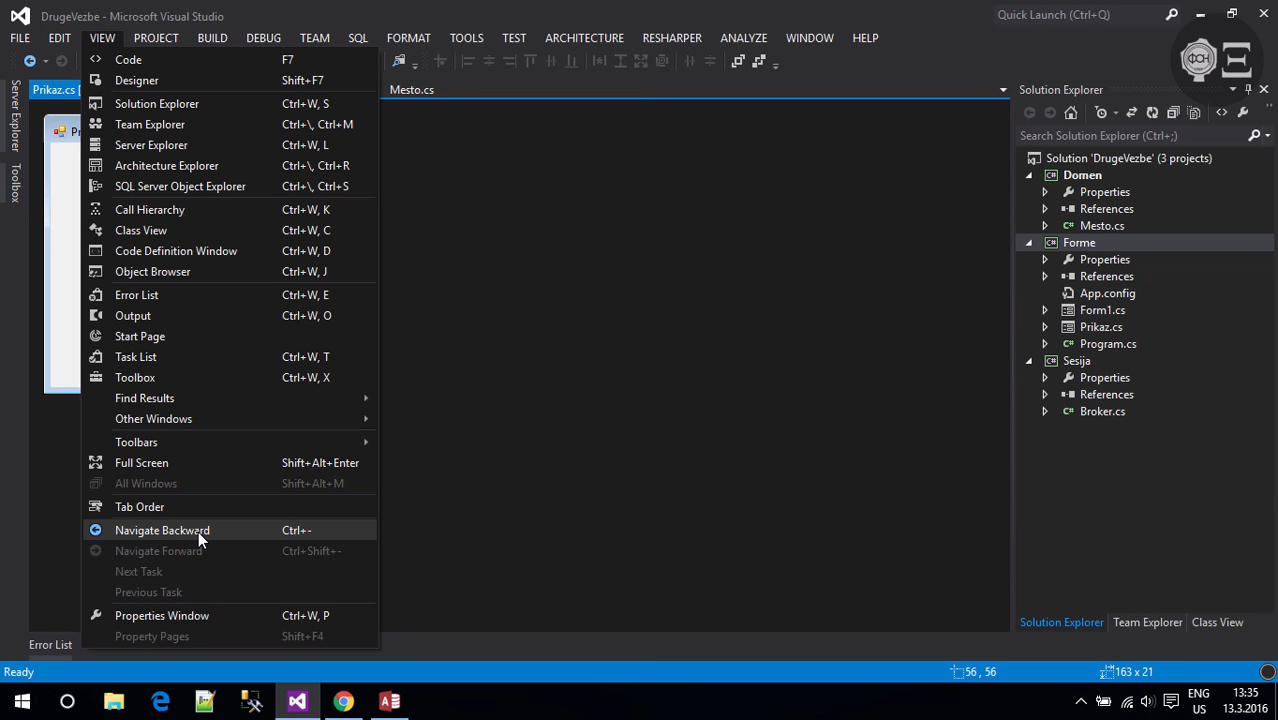 DrugeVezbe - Microsoft Visual Studio
Quick Launch (Ctrl+Q)
FILE EDIT VIEW PROJECT BUILD DEBUG TEAM SQL FORMAT TOOLS TEST ARCHITECTURE RESHARPER ANALYZE WINDOW HELP
Prikaz.cs [
Mesto.cs
Server Explorer
Toolbox
Pr
Code F7
Designer Shift+F7
Solution Explorer Ctrl+W, S
Team Explorer Ctrl+\, Ctrl+M
Server Explorer Ctrl+W, L
Architecture Explorer Ctrl+\, Ctrl+R
SQL Server Object Explorer Ctrl+\, Ctrl+S
Call Hierarchy Ctrl+W, K
Class View Ctrl+W, C
Code Definition Window Ctrl+W, D
Object Browser Ctrl+W, J
Error List Ctrl+W, E
Output Ctrl+W, O
Start Page
Task List Ctrl+W, T
Toolbox Ctrl+W, X
Find Results
Other Windows
Toolbars
Full Screen Shift+Alt+Enter
All Windows Shift+Alt+M
Tab Order
Navigate Backward Ctrl+-
Navigate Forward Ctrl+Shift+-
Next Task
Previous Task
Properties Window Ctrl+W, P
Property Pages Shift+F4
Solution Explorer
Search Solution Explorer (Ctrl+;)
Solution 'DrugeVezbe' (3 projects)
C# Domen
Properties
References
C# Mesto.cs
C# Forme
Properties
References
App.config
Form1.cs
Prikaz.cs
C# Program.cs
C# Sesija
Properties
References
C# Broker.cs
Solution Explorer Team Explorer Class View
Error List
Ready
56 , 56
163 x 21
ENG
US
13:35
13.3.2016
ФОН